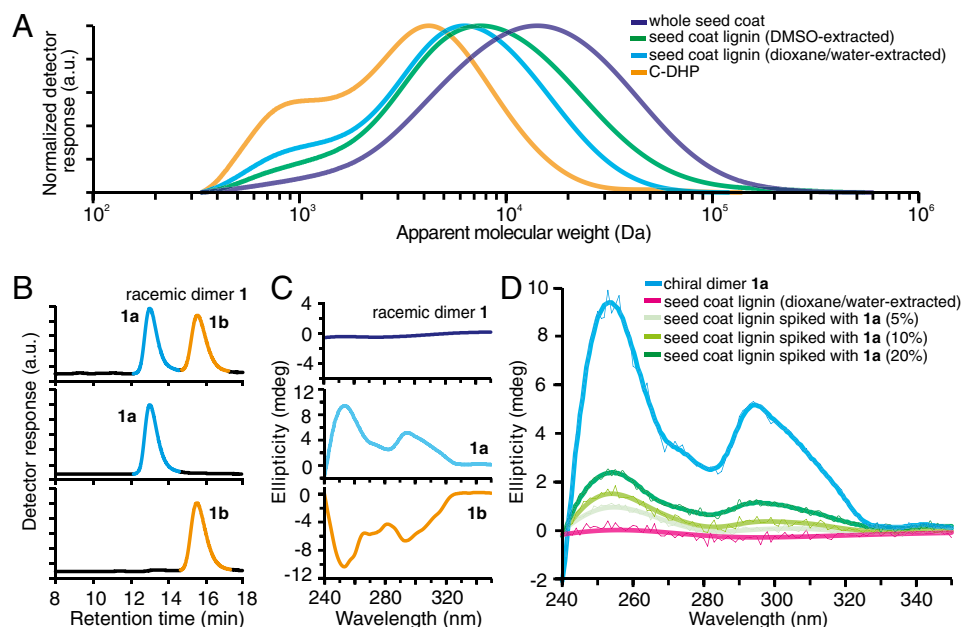 A
Normalized detector
response (a.u.)
whole seed coat
seed coat lignin (DMSO-extracted)
seed coat lignin (dioxane/water-extracted)
C-DHP
10² 10³ 10⁴ 10⁵ 10⁶
Apparent molecular weight (Da)
B
racemic dimer 1
1a
1b
1a
1b
Detector response (a.u.)
8 10 12 14 16 18
Retention time (min)
C
racemic dimer 1
4
0
-4
12
8
4
0
1a
0
-4
-8
-12
1b
Ellipticity (mdeg)
240 280 320
Wavelength (nm)
D
chiral dimer 1a
seed coat lignin (dioxane/water-extracted)
seed coat lignin spiked with 1a (5%)
seed coat lignin spiked with 1a (10%)
seed coat lignin spiked with 1a (20%)
Ellipticity (mdeg)
10
8
6
4
2
0
-2
240 260 280 300 320 340
Wavelength (nm)